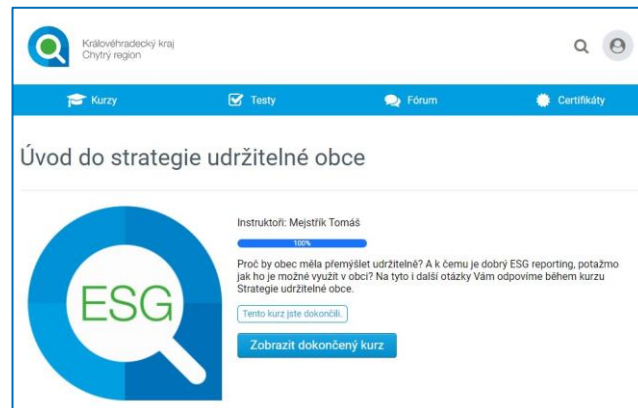 Královéhradecký kraj
Chytrý region
Kurzy
Testy
Fórum
Certifikáty
Úvod do strategie udržitelné obce
ESG
Instruktoři: Mejstřík Tomáš
100%
Proč by obec měla přemýšlet udržitelně? A k čemu je dobrý ESG reporting, potažmo
jak ho je možné využít v obci? Na tyto i další otázky Vám odpovíme během kurzu
Strategie udržitelné obce.
Tento kurz jste dokončili.
Zobrazit dokončený kurz